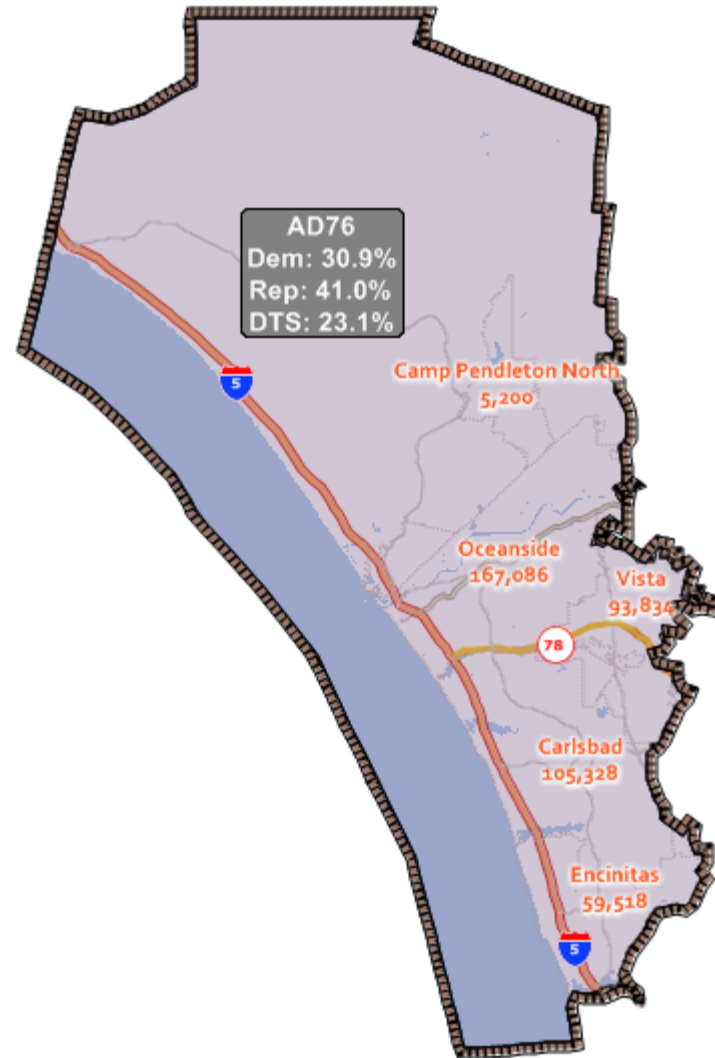 AD76
Dem: 30.9%
Rep: 41.0%
DTS: 23.1%
5
Camp Pendleton North
5,200
Oceanside
167,086
Vista
93,834
78
Carlsbad
105,328
Encinitas
59,518
5